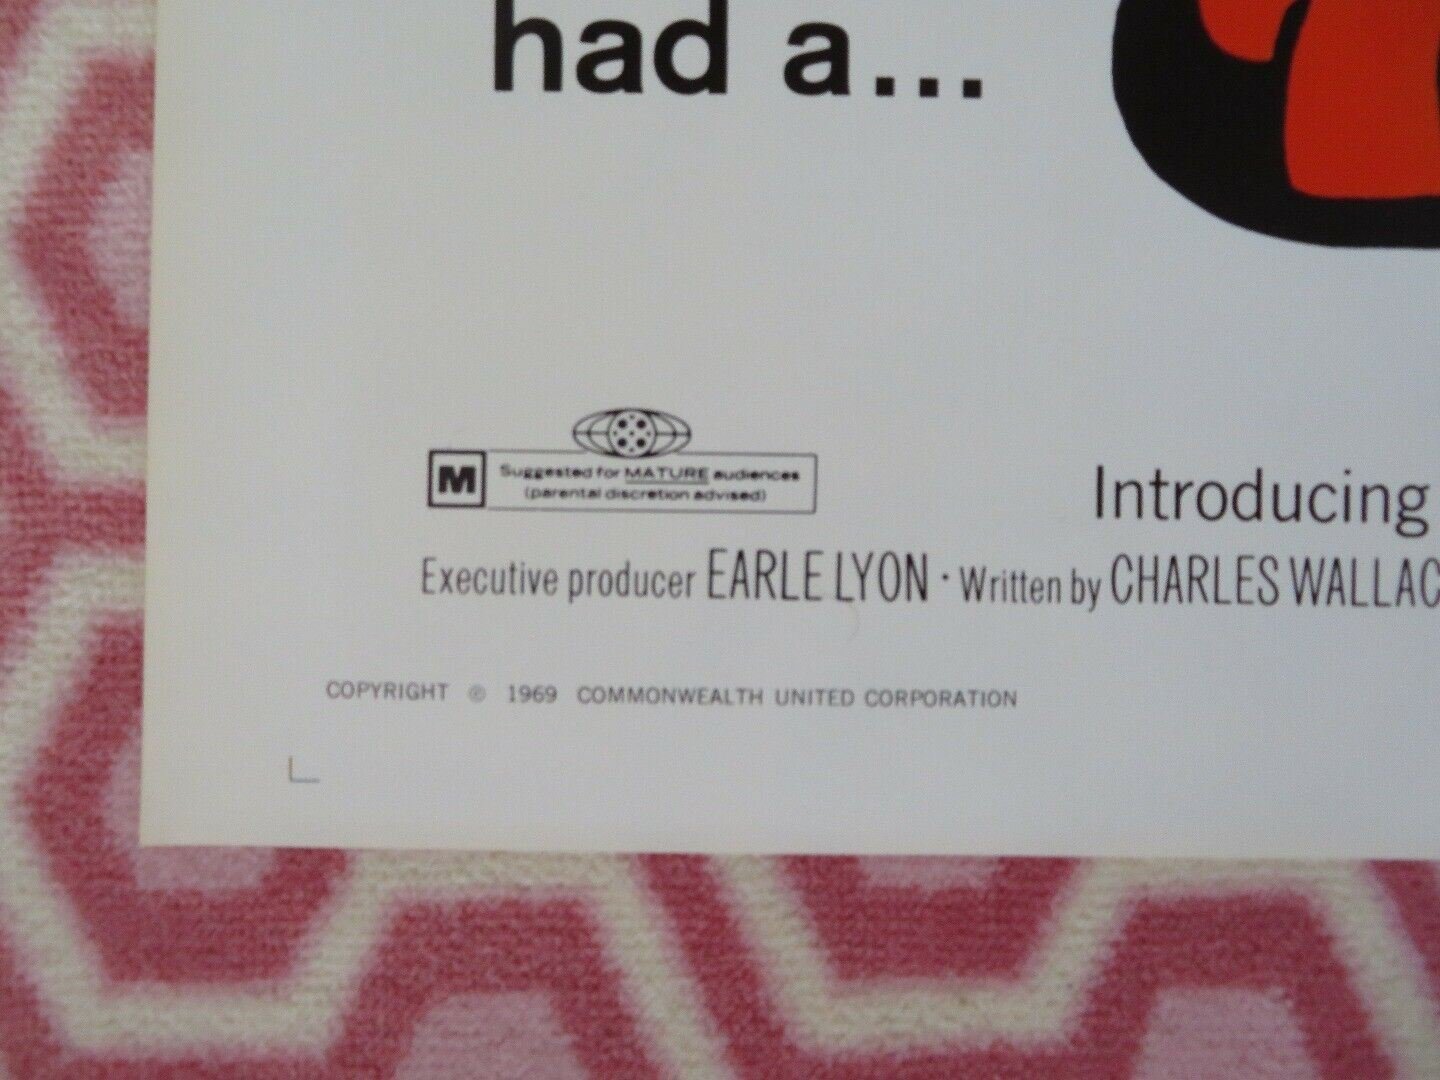 had a...
M Suggested for MATURE audiences
(parental discretion advised)
Introducing
Executive producer EARLE LYON · Written by CHARLES WALLAC
COPYRIGHT ℗ 1969 COMMONWEALTH UNITED CORPORATION